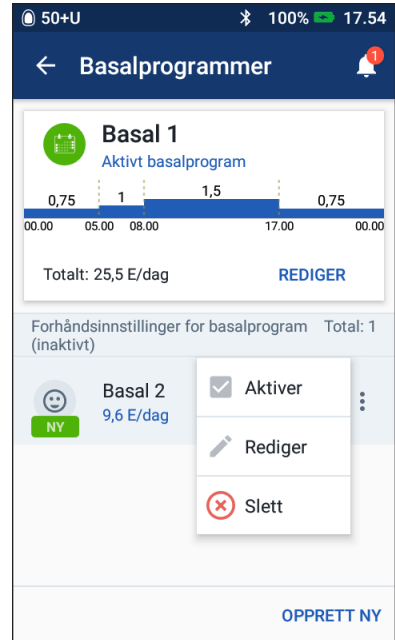 50+U 100% 17.54
Basalprogrammer 1
Basal 1
Aktivt basalprogram
0,75 1 1,5 0,75
00.00 05.00 08.00 17.00 00.00
Totalt: 25,5 E/dag REDIGER
Forhåndsinnstillinger for basalprogram Total: 1
(inaktivt)
Basal 2 Aktiver
9,6 E/dag
NY
Rediger
Slett
OPPRETT NY